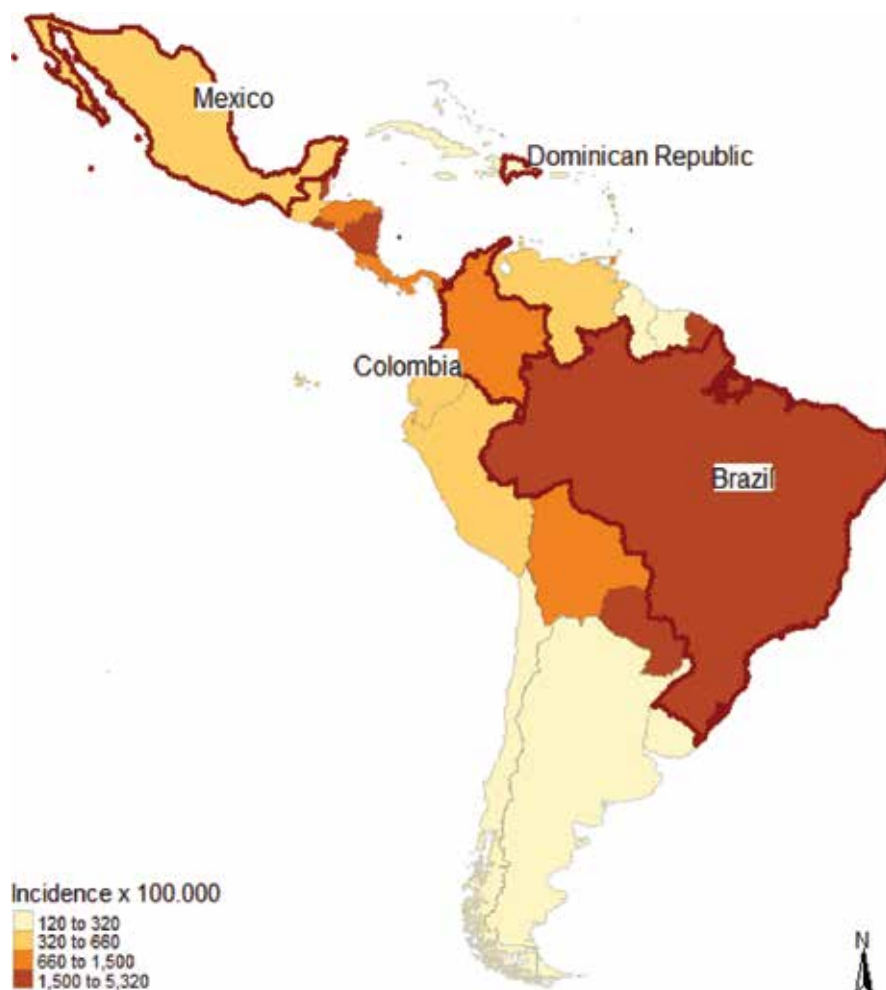 Mexico
Dominican Republic
Colombia
Brazil
Incidence x 100.000
120 to 320
320 to 660
660 to 1,500
1,500 to 5,320
N